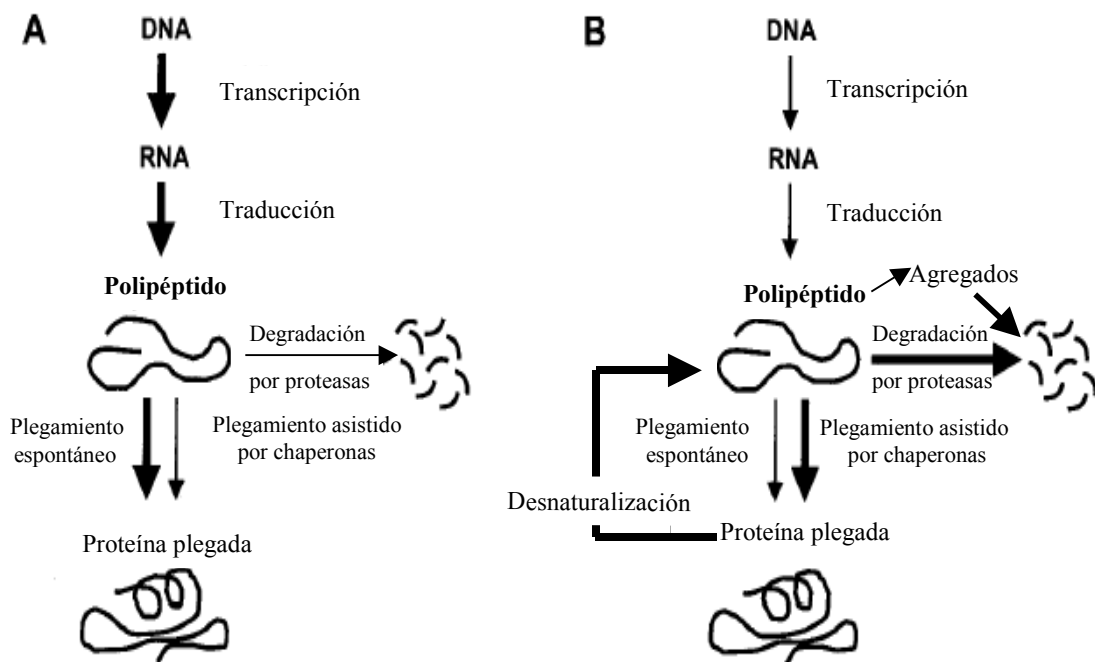 A
DNA
Transcripción
RNA
Traducción
Polipéptido
Degradación
por proteasas
Plegamiento
espontáneo
Plegamiento asistido
por chaperonas
Proteína plegada
B
DNA
Transcripción
RNA
Traducción
Agregados
Polipéptido
Degradación
por proteasas
Plegamiento
espontáneo
Plegamiento asistido
por chaperonas
Desnaturalización
Proteína plegada